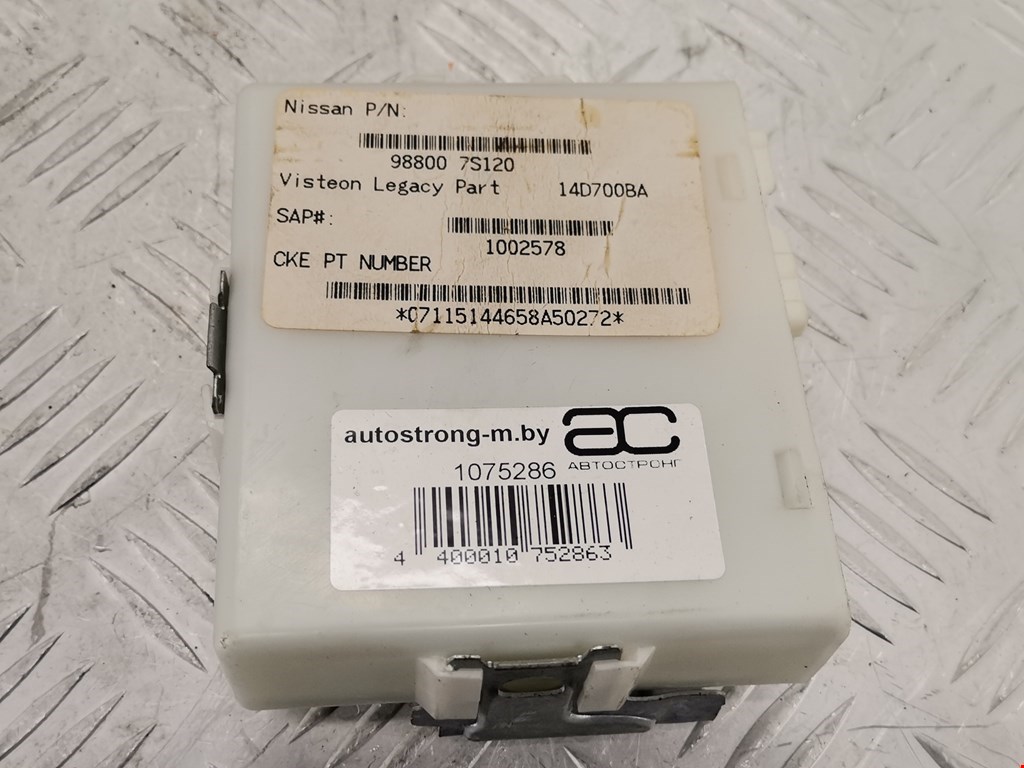 Nissan P/N:
98800 7S120
Visteon Legacy Part 14D700BA
SAP#:
1002578
CKE PT NUMBER
*C7115144658A50272*
autostrong-m.by ac
АВТОСТРОНГ
1075286
4 400010 752863